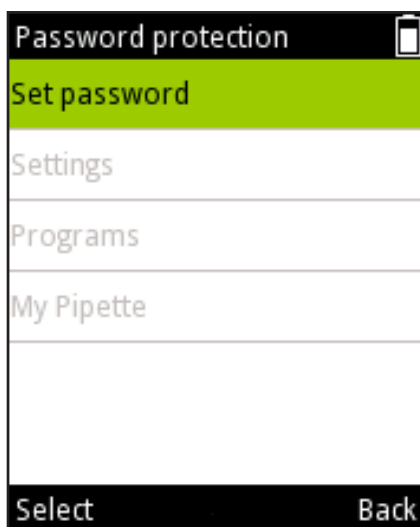 Password protection
Set password
Settings
Programs
My Pipette
Select Back